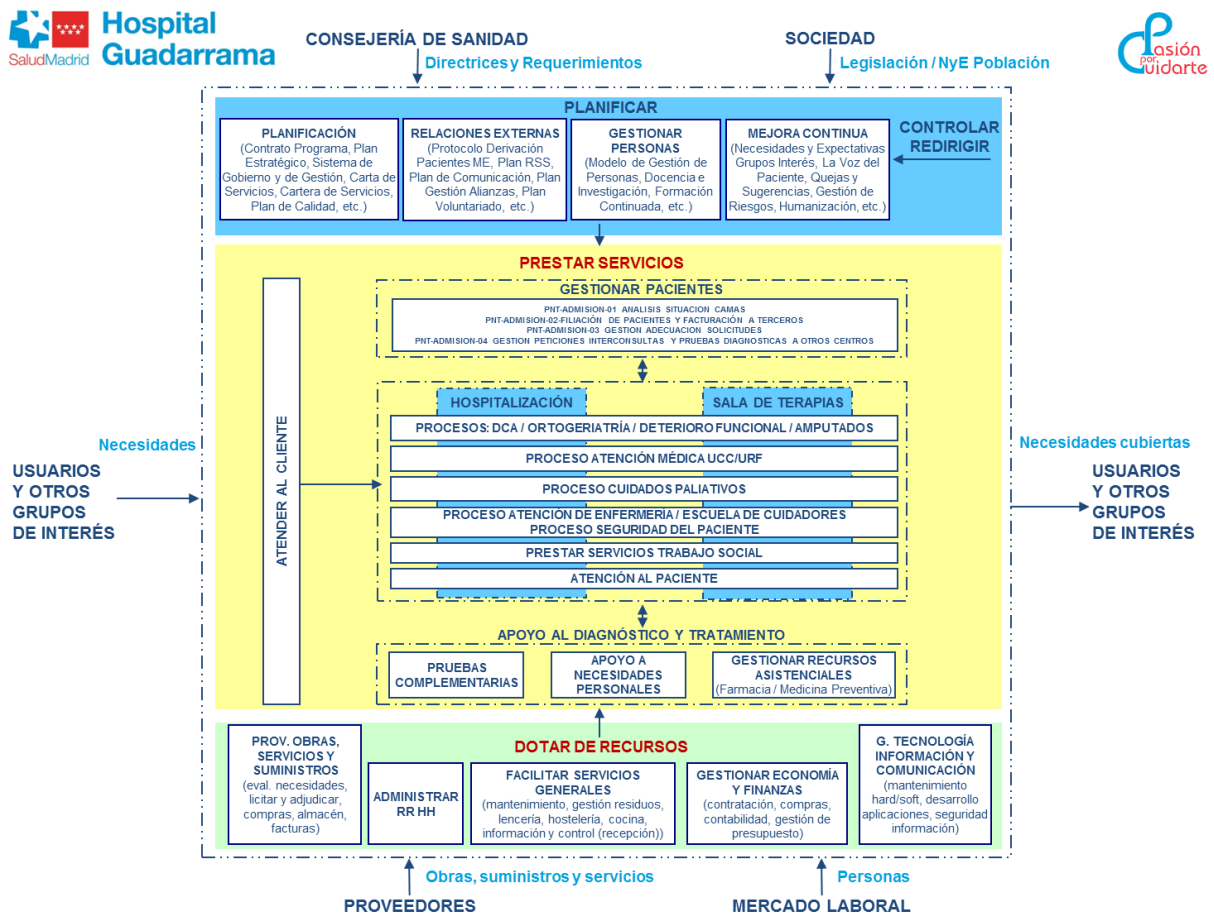 Hospital
Guadarrama
SaludMadrid
CONSEJERÍA DE SANIDAD
Directrices y Requerimientos
SOCIEDAD
Legislación / NyE Población
Pasión
por
Cuidarte
PLANIFICAR
PLANIFICACIÓN
(Contrato Programa, Plan
Estratégico, Sistema de
Gobierno y de Gestión, Carta de
Servicios, Cartera de Servicios,
Plan de Calidad, etc.)
RELACIONES EXTERNAS
(Protocolo Derivación
Pacientes ME, Plan RSS,
Plan de Comunicación, Plan
Gestión Alianzas, Plan
Voluntariado, etc.)
GESTIONAR
PERSONAS
(Modelo de Gestión de
Personas, Docencia e
Investigación, Formación
Continuada, etc.)
MEJORA CONTINUA
(Necesidades y Expectativas
Grupos Interés, La Voz del
Paciente, Quejas y
Sugerencias, Gestión de
Riesgos, Humanización, etc.)
CONTROLAR
REDIRIGIR
PRESTAR SERVICIOS
GESTIONAR PACIENTES
PNT-ADMISION-01 ANALISIS SITUACION CAMAS
PNT-ADMISION-02-FILIACIÓN DE PACIENTES Y FACTURACIÓN A TERCEROS
PNT-ADMISION-03 GESTION ADECUACION SOLICITUDES
PNT-ADMISION-04 GESTION PETICIONES INTERCONSULTAS Y PRUEBAS DIAGNOSTICAS A OTROS CENTROS
ATENDER AL CLIENTE
HOSPITALIZACIÓN
SALA DE TERAPIAS
PROCESOS: DCA / ORTOGERIATRÍA / DETERIORO FUNCIONAL / AMPUTADOS
PROCESO ATENCIÓN MÉDICA UCC/URF
PROCESO CUIDADOS PALIATIVOS
PROCESO ATENCIÓN DE ENFERMERÍA / ESCUELA DE CUIDADORES
PROCESO SEGURIDAD DEL PACIENTE
PRESTAR SERVICIOS TRABAJO SOCIAL
ATENCIÓN AL PACIENTE
Necesidades
USUARIOS
Y OTROS
GRUPOS
DE INTERÉS
Necesidades cubiertas
USUARIOS
Y OTROS
GRUPOS
DE INTERÉS
APOYO AL DIAGNÓSTICO Y TRATAMIENTO
PRUEBAS
COMPLEMENTARIAS
APOYO A
NECESIDADES
PERSONALES
GESTIONAR RECURSOS
ASISTENCIALES
(Farmacia / Medicina Preventiva)
DOTAR DE RECURSOS
PROV. OBRAS,
SERVICIOS Y
SUMINISTROS
(eval. necesidades,
licitar y adjudicar,
compras, almacén,
facturas)
ADMINISTRAR
RR HH
FACILITAR SERVICIOS
GENERALES
(mantenimiento, gestión residuos,
lencería, hostelería, cocina,
información y control (recepción))
GESTIONAR ECONOMÍA
Y FINANZAS
(contratación, compras,
contabilidad, gestión de
presupuesto)
G. TECNOLOGÍA
INFORMACIÓN Y
COMUNICACIÓN
(mantenimiento
hard/soft, desarrollo
aplicaciones, seguridad
información)
Obras, suministros y servicios
PROVEEDORES
Personas
MERCADO LABORAL